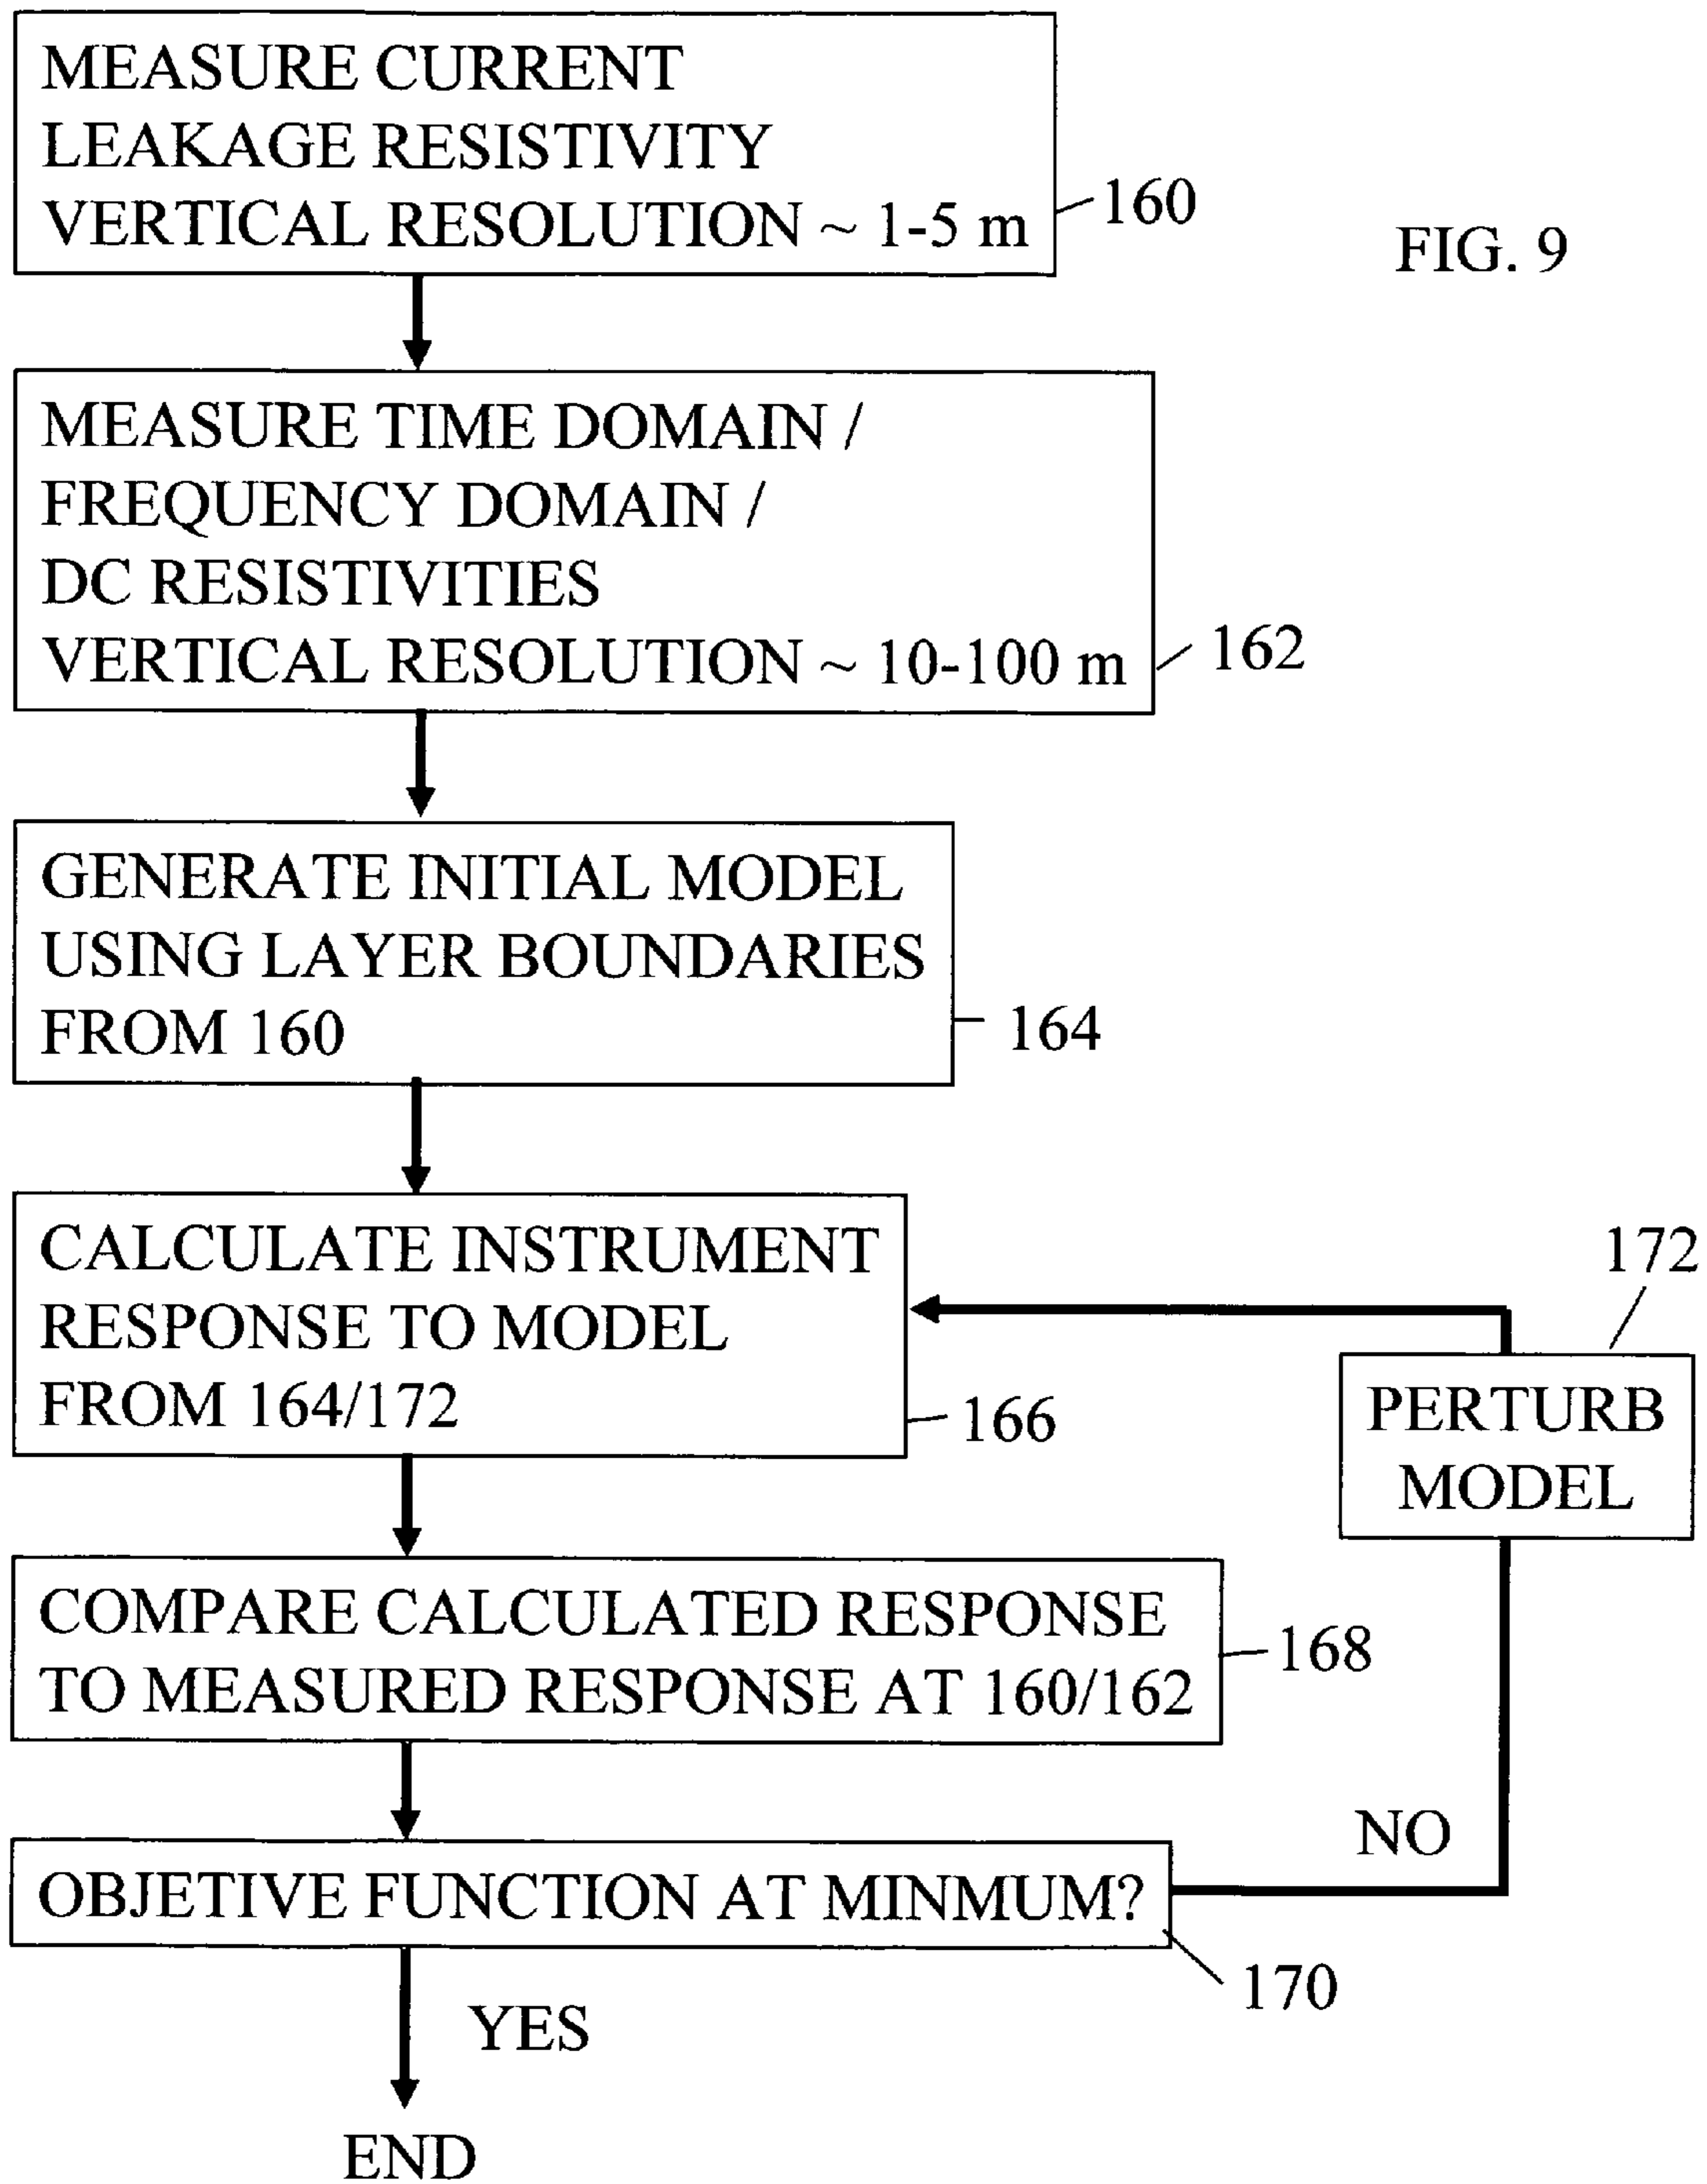 MEASURE CURRENT
LEAKAGE RESISTIVITY
VERTICAL RESOLUTION ~ 1-5 m
160
FIG. 9
MEASURE TIME DOMAIN /
FREQUENCY DOMAIN /
DC RESISTIVITIES
VERTICAL RESOLUTION ~ 10-100 m
162
GENERATE INITIAL MODEL
USING LAYER BOUNDARIES
FROM 160
164
CALCULATE INSTRUMENT
RESPONSE TO MODEL
FROM 164/172
166
172
PERTURB
MODEL
COMPARE CALCULATED RESPONSE
TO MEASURED RESPONSE AT 160/162
168
OBJETIVE FUNCTION AT MINMUM?
170
NO
YES
END